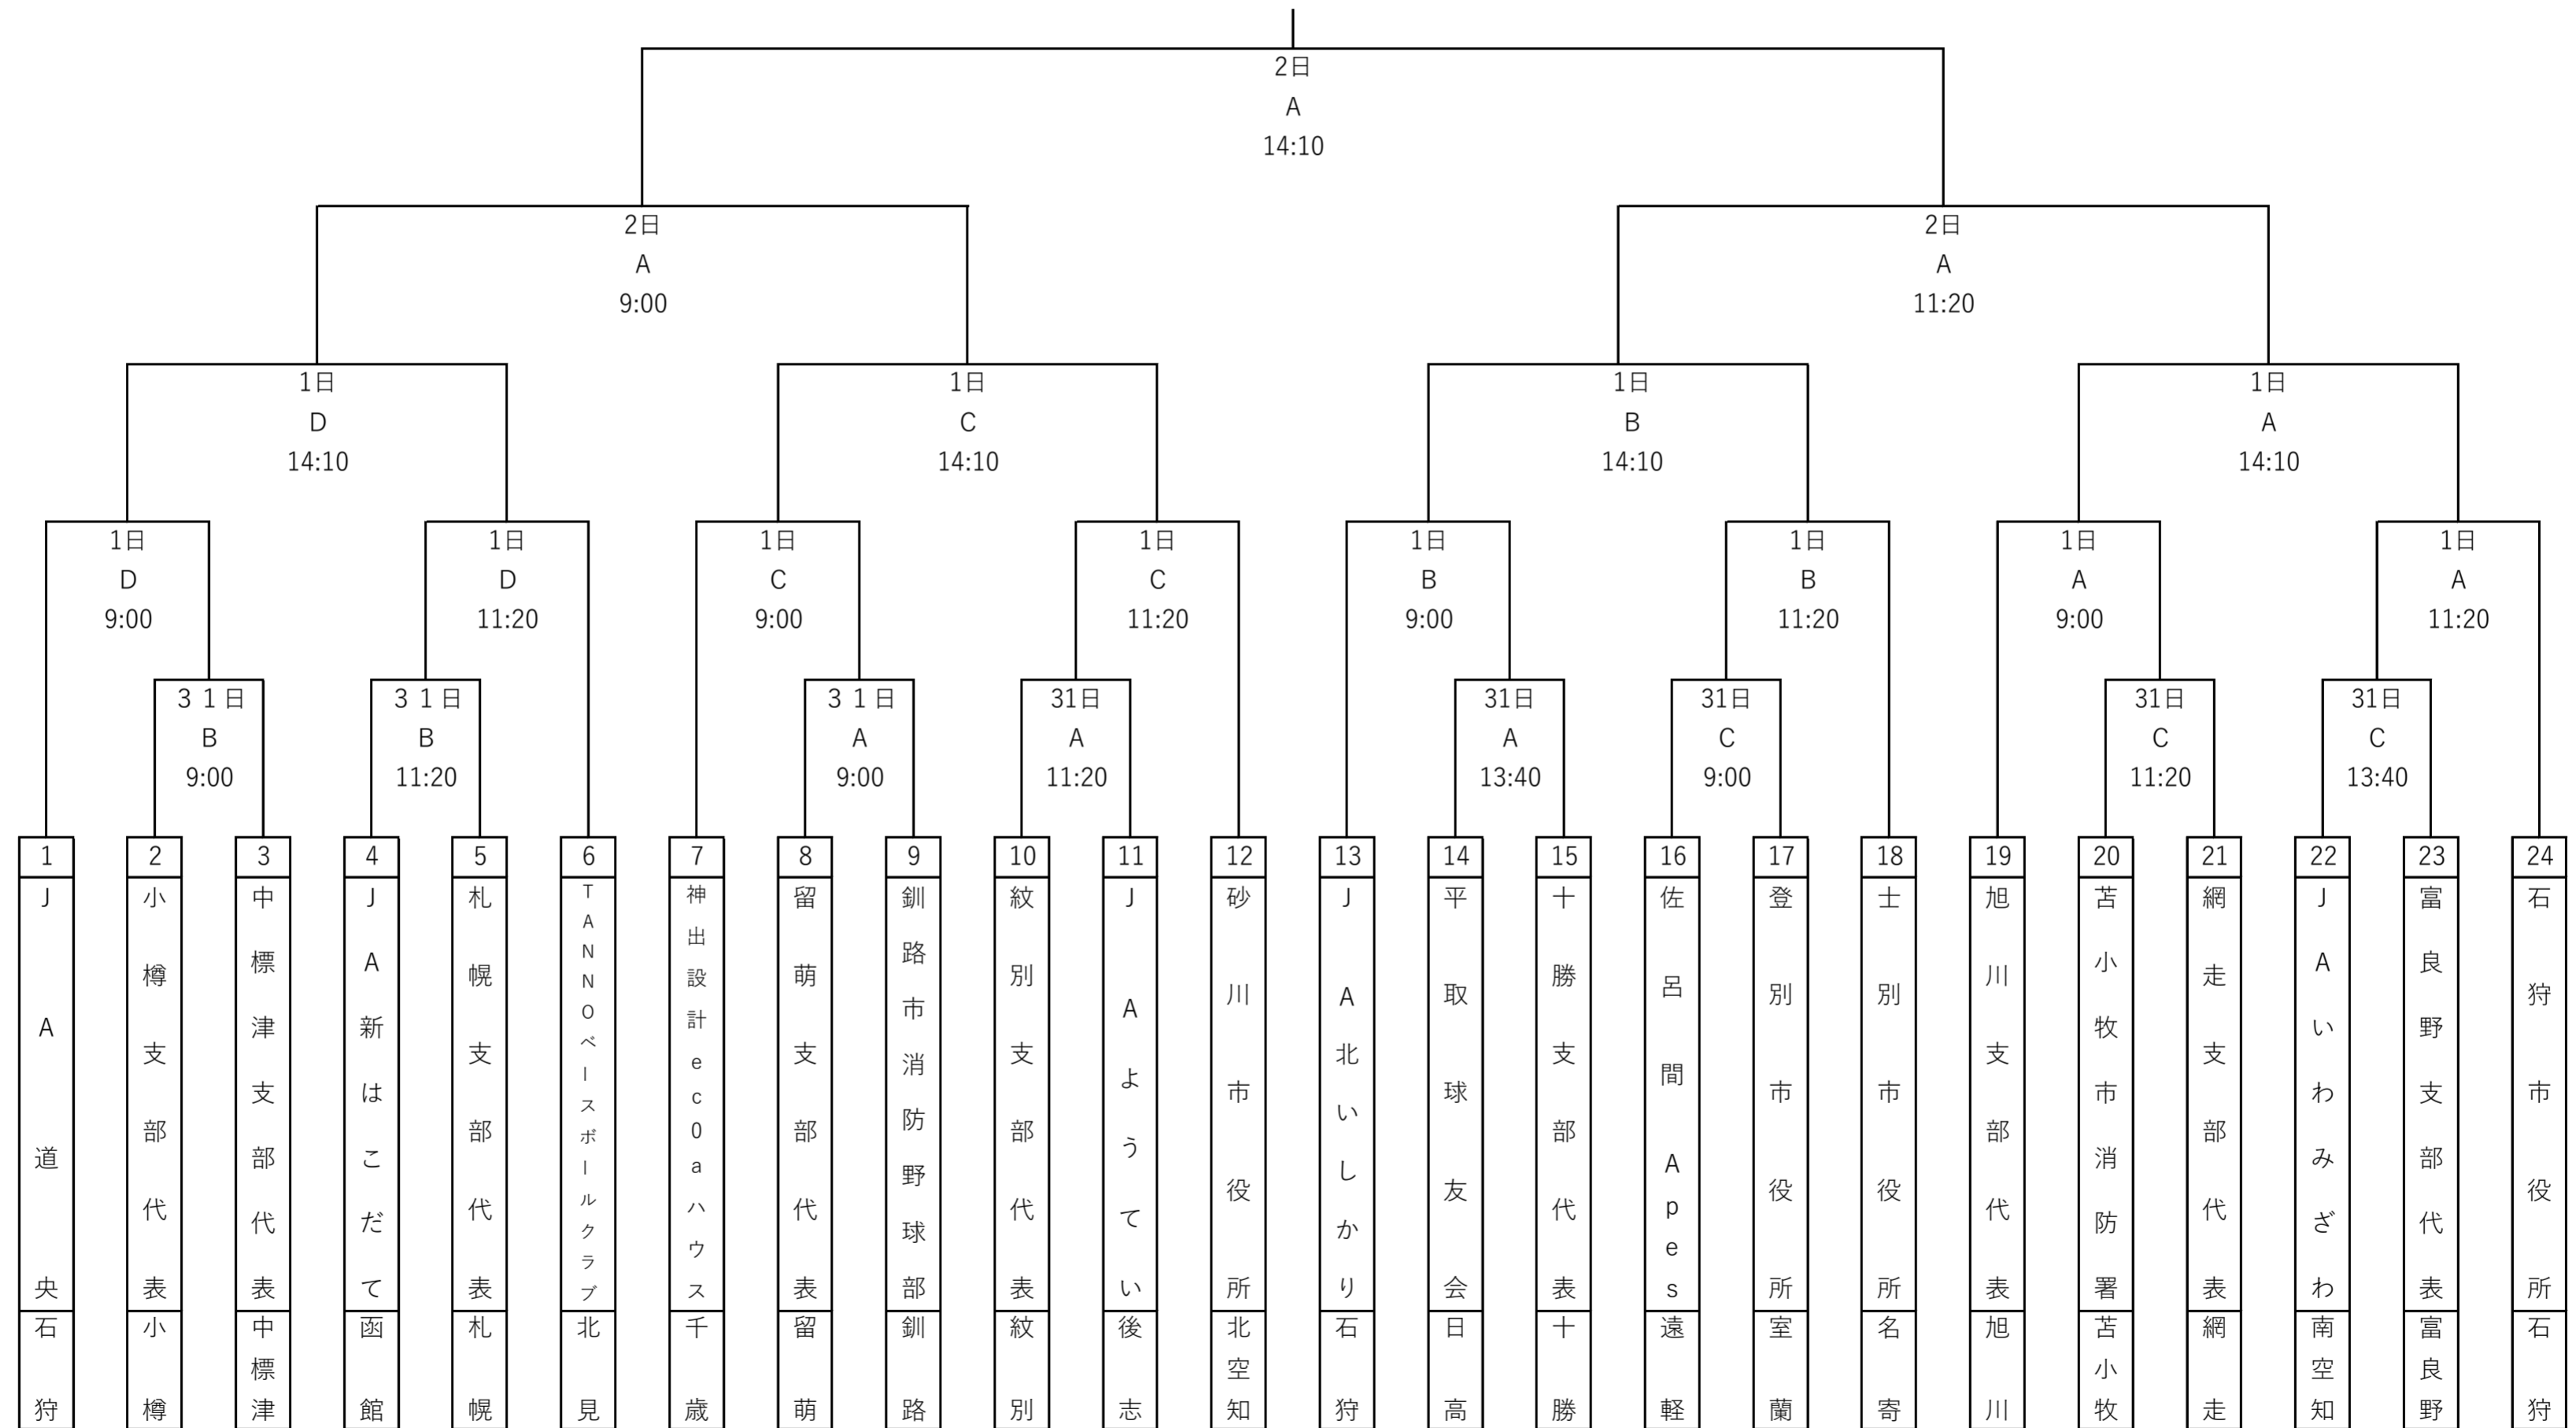 2日
A
14:10
2日
A
9:00
2日
A
11:20
1日
D
14:10
1日
C
14:10
1日
B
14:10
1日
A
14:10
1日
D
9:00
1日
D
11:20
1日
C
9:00
1日
C
11:20
1日
B
9:00
1日
B
11:20
1日
A
9:00
1日
A
11:20
３１日
B
9:00
３１日
B
11:20
３１日
A
9:00
31日
A
11:20
31日
A
13:40
31日
C
9:00
31日
C
11:20
31日
C
13:40
1
JA道央
石狩
2
小樽支部代表
小樽
3
中標津支部代表
中標津
4
JA新はこだて
函館
5
札幌支部代表
札幌
6
TANNOベースボールクラブ
北見
7
神出設計ec0aハウス
千歳
8
留萌支部代表
留萌
9
釧路市消防野球部
釧路
10
紋別支部代表
紋別
11
JAようてい
後志
12
砂川市役所
北空知
13
JA北いしかり
石狩
14
平取球友会
日高
15
十勝支部代表
十勝
16
佐呂間 Apes
遠軽
17
登別市役所
室蘭
18
士別市役所
名寄
19
旭川支部代表
旭川
20
苫小牧市消防署
苫小牧
21
網走支部代表
網走
22
JAいわみざわ
南空知
23
富良野支部代表
富良野
24
石狩市役所
石狩